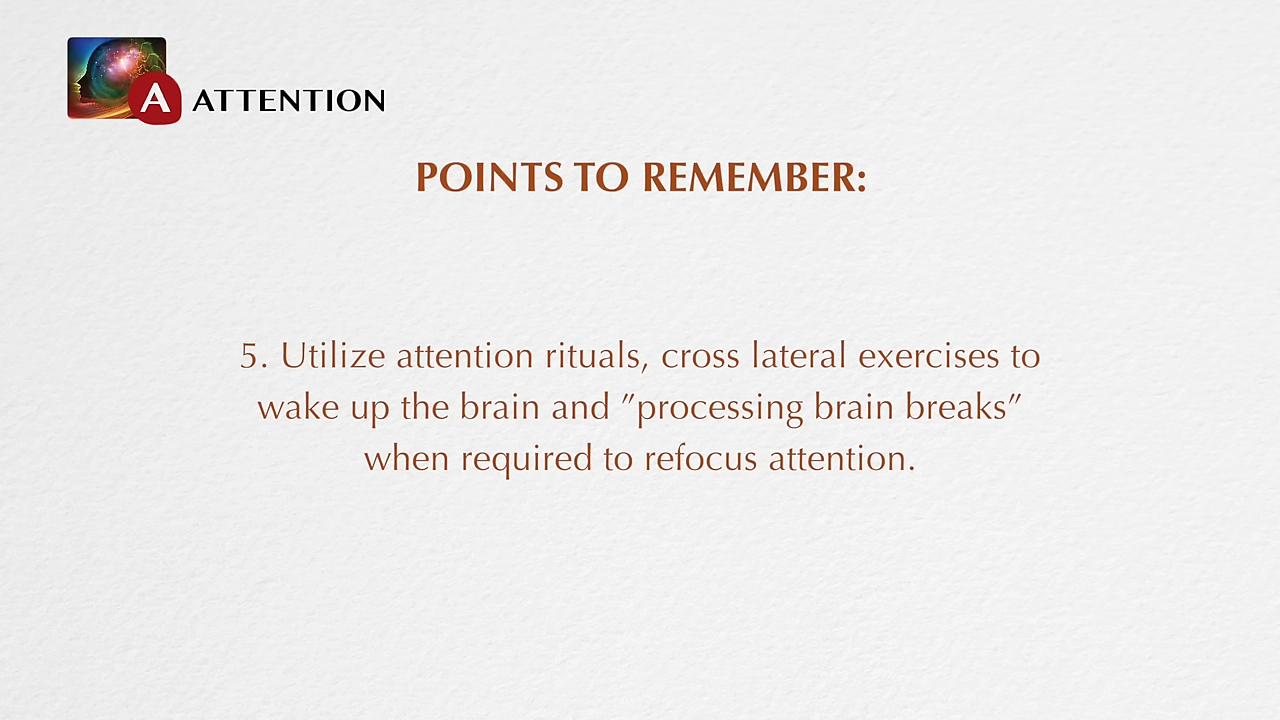 A ATTENTION
POINTS TO REMEMBER:
5. Utilize attention rituals, cross lateral exercises to
wake up the brain and ”processing brain breaks”
when required to refocus attention.